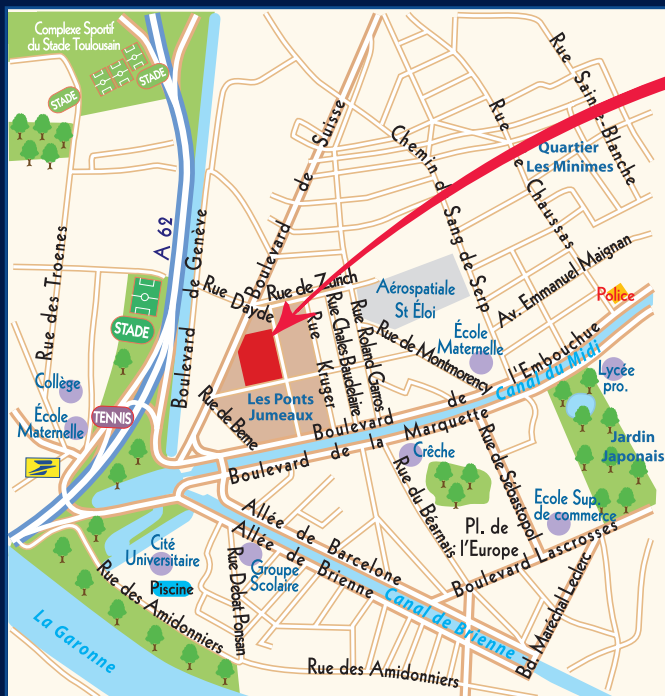 Complexe Sportif
du Stade Toulousain
STADE
STADE
Rue Sainte-Blanche
Rue de Chaussas
Quartier
Les Minimes
Chemin de Sang de Serp
Boulevard de Suisse
A 62
Boulevard de Genève
Rue des Troenes
Rue Dayde
Rue de Zurich
Aérospatiale
St Éloi
Av. Emmanuel Maignan
Police
STADE
Rue Kruger
Rue Chales Baudelaire
Rue Roland Garros
Rue de Montmorency
École
Maternelle
Boulevard de l'Embouchue
Canal du Midi
Lycée
pro.
Collège
École
Maternelle
TENNIS
Rue de Berne
Les Ponts
Jumeaux
Boulevard de la Marquette
Crêche
Rue du Béarnais
Rue de Sébastopol
Jardin
Japonais
Ecole Sup.
de commerce
Pl. de
l'Europe
Boulevard Lascrosses
Allée de Barcelone
Allée de Brienne
Canal de Brienne
Bd. Maréchal Leclerc
Cité
Universitaire
Piscine
Groupe
Scolaire
Rue Debat Ponsan
Rue des Amidonniers
La Garonne
Rue des Amidonniers